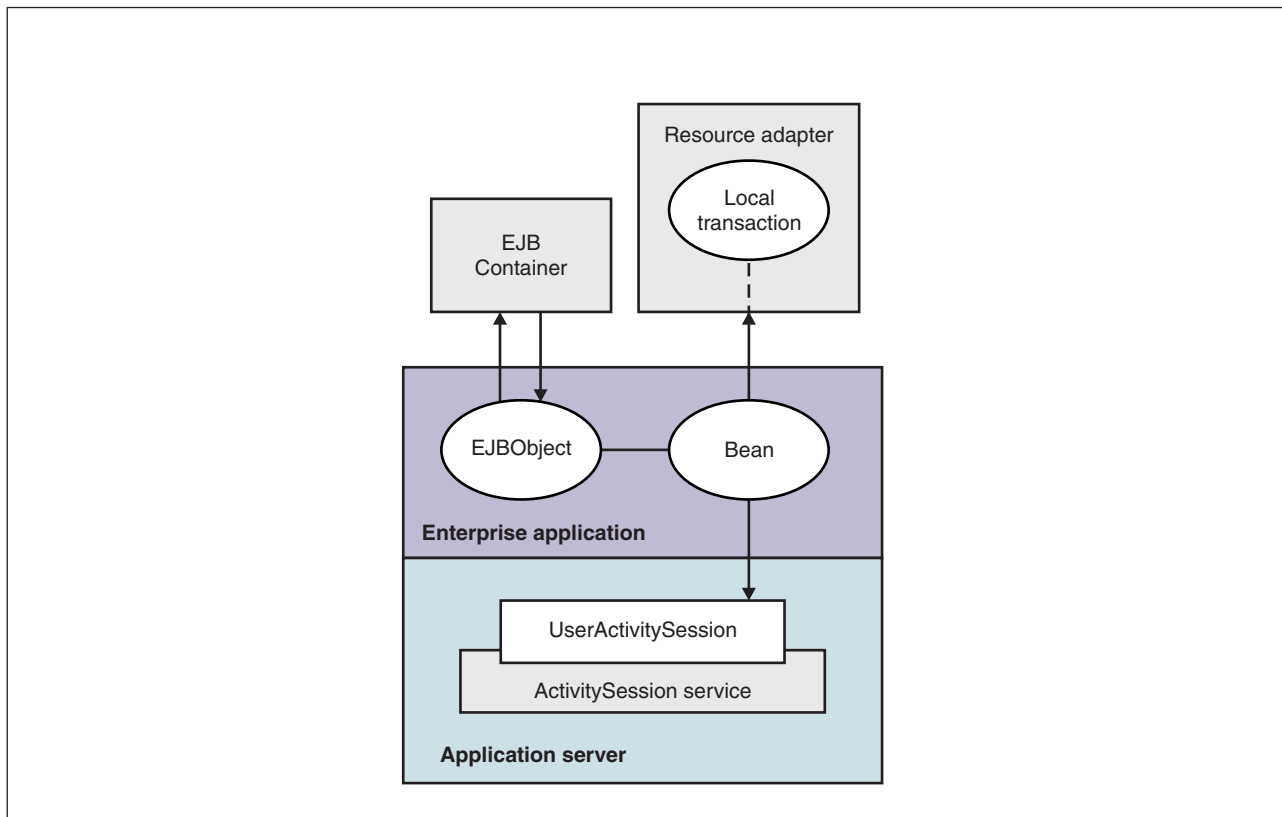 Resource adapter
Local
transaction
EJB
Container
EJBObject
Bean
Enterprise application
UserActivitySession
ActivitySession service
Application server